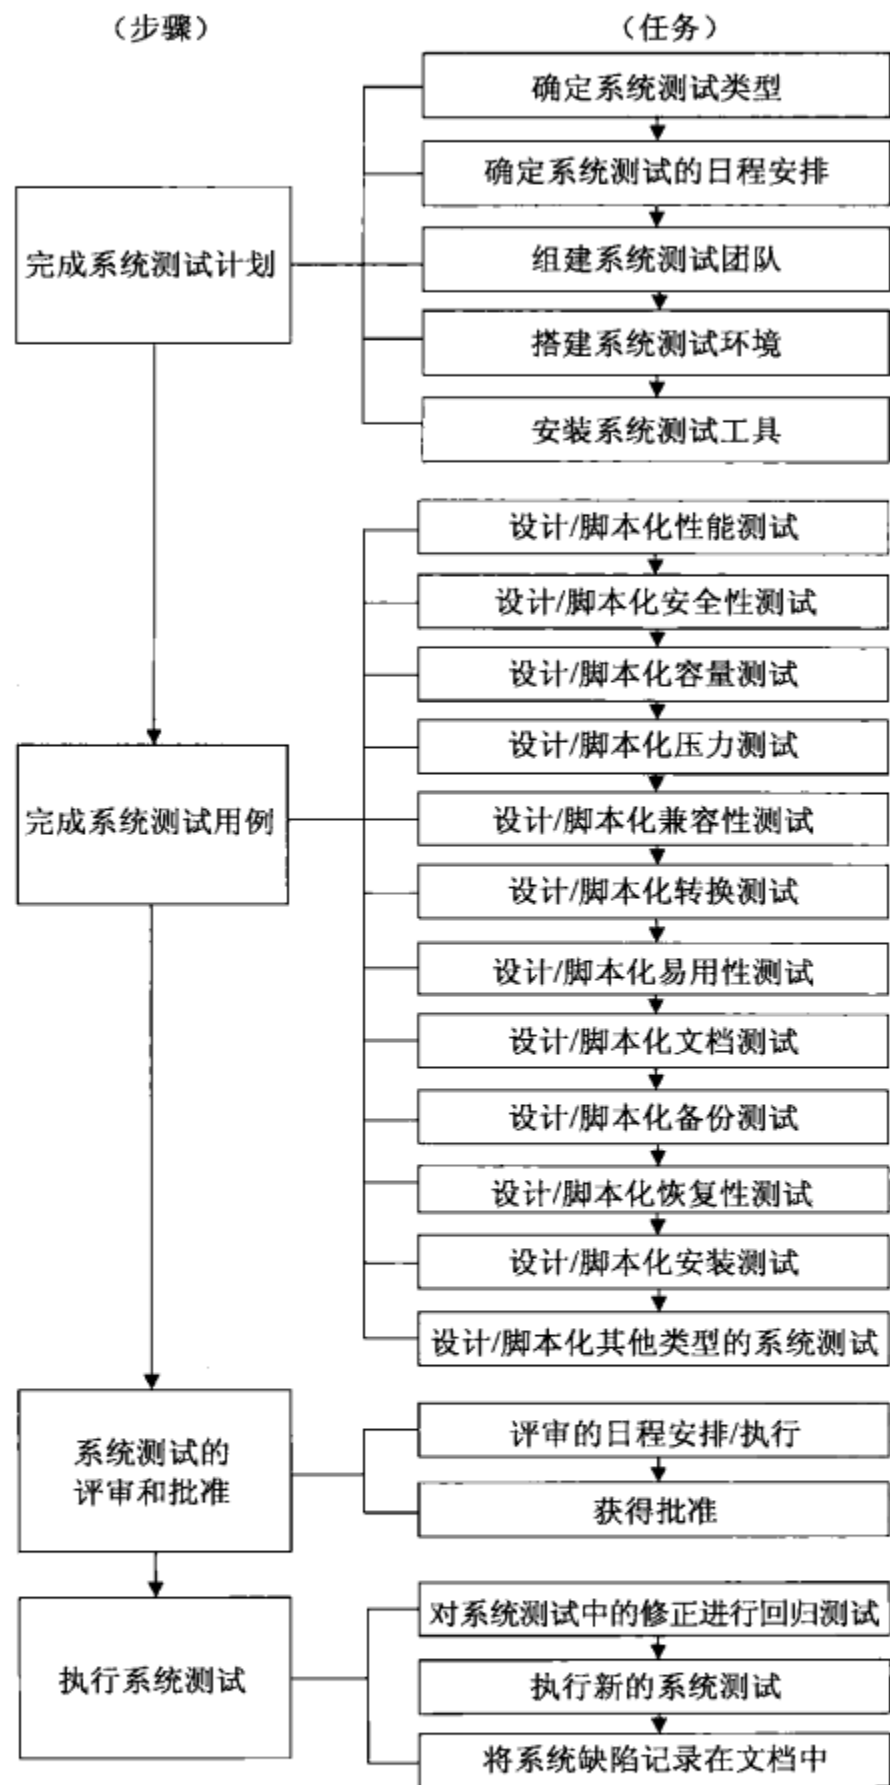 （步骤）
（任务）
完成系统测试计划
确定系统测试类型
确定系统测试的日程安排
组建系统测试团队
搭建系统测试环境
安装系统测试工具
完成系统测试用例
设计/脚本化性能测试
设计/脚本化安全性测试
设计/脚本化容量测试
设计/脚本化压力测试
设计/脚本化兼容性测试
设计/脚本化转换测试
设计/脚本化易用性测试
设计/脚本化文档测试
设计/脚本化备份测试
设计/脚本化恢复性测试
设计/脚本化安装测试
设计/脚本化其他类型的系统测试
系统测试的
评审和批准
评审的日程安排/执行
获得批准
执行系统测试
对系统测试中的修正进行回归测试
执行新的系统测试
将系统缺陷记录在文档中